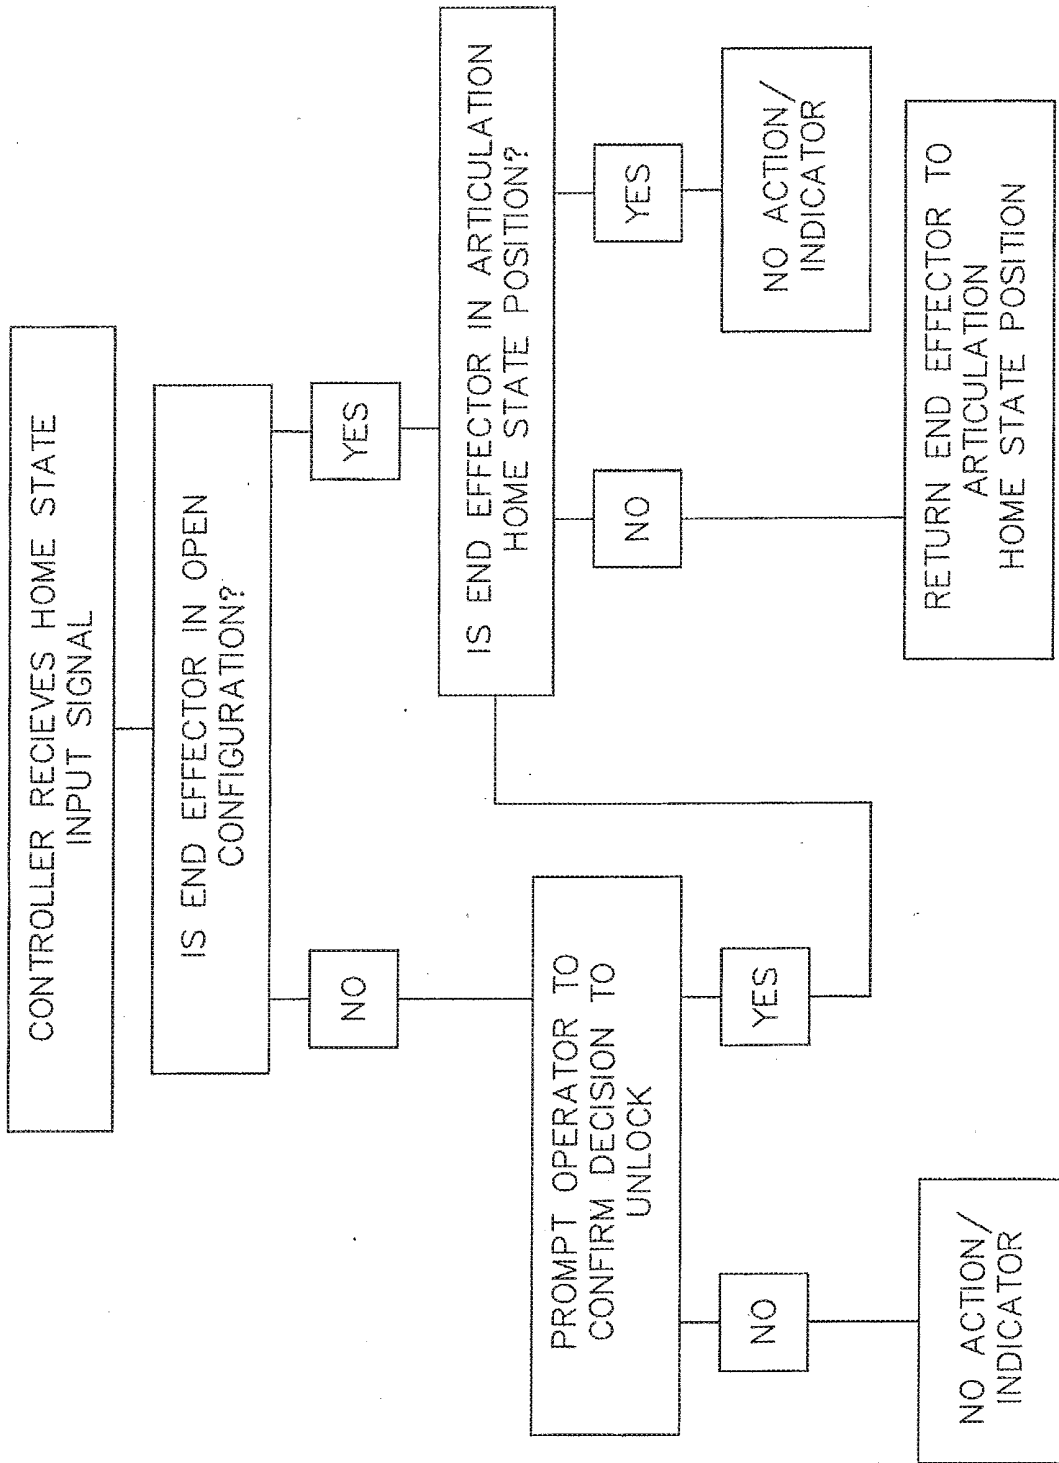 CONTROLLER RECIEVES HOME STATE
INPUT SIGNAL
IS END EFFECTOR IN OPEN
CONFIGURATION?
NO
YES
PROMPT OPERATOR TO
CONFIRM DECISION TO
UNLOCK
NO
YES
NO ACTION/
INDICATOR
IS END EFFECTOR IN ARTICULATION
HOME STATE POSITION?
NO
YES
NO ACTION/
INDICATOR
RETURN END EFFECTOR TO
ARTICULATION
HOME STATE POSITION